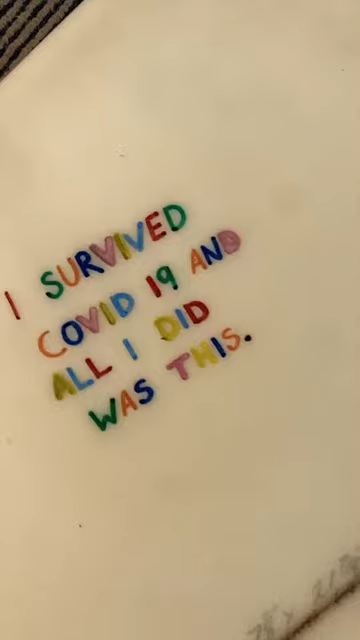 I SURVIVED
COVID 19 AND
ALL I DID
WAS THIS.